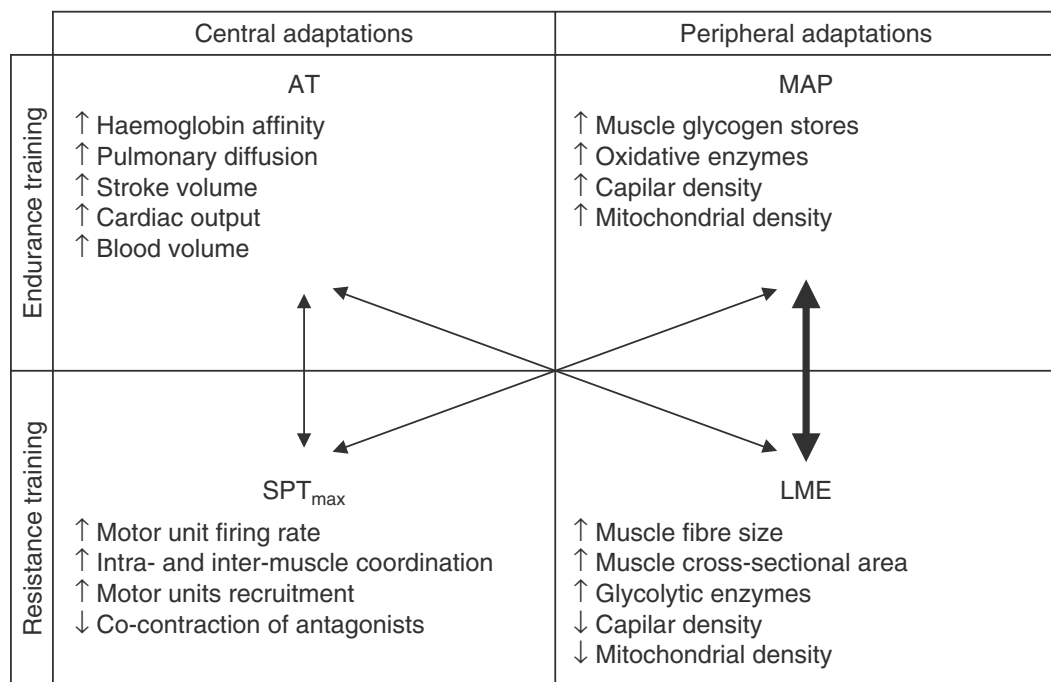 Central adaptations
Peripheral adaptations
Endurance training
AT
↑ Haemoglobin affinity
↑ Pulmonary diffusion
↑ Stroke volume
↑ Cardiac output
↑ Blood volume
MAP
↑ Muscle glycogen stores
↑ Oxidative enzymes
↑ Capilar density
↑ Mitochondrial density
Resistance training
SPTmax
↑ Motor unit firing rate
↑ Intra- and inter-muscle coordination
↑ Motor units recruitment
↓ Co-contraction of antagonists
LME
↑ Muscle fibre size
↑ Muscle cross-sectional area
↑ Glycolytic enzymes
↓ Capilar density
↓ Mitochondrial density